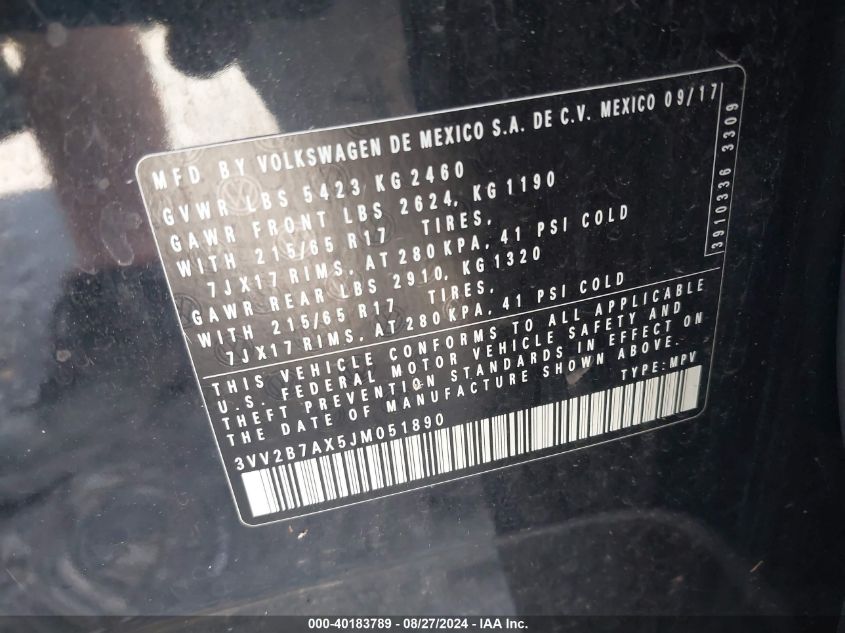 MFD. BY VOLKSWAGEN DE MEXICO S.A. DE C.V. MEXICO 09/17
GVWR LBS 5423 KG 2460
GAWR FRONT LBS 2624, KG 1190
WITH 215/65 R17 TIRES,
7JX17 RIMS, AT 280 KPA, 41 PSI COLD
GAWR REAR LBS 2910, KG 1320
WITH 215/65 R17 TIRES,
7JX17 RIMS, AT 280 KPA, 41 PSI COLD
THIS VEHICLE CONFORMS TO ALL APPLICABLE
U.S. FEDERAL MOTOR VEHICLE SAFETY AND
THEFT PREVENTION STANDARDS IN EFFECT ON
THE DATE OF MANUFACTURE SHOWN ABOVE.
TYPE: MPV
3VV2B7AX5JM051890
3910336 3309
000-40183789 - 08/27/2024 - IAA Inc.